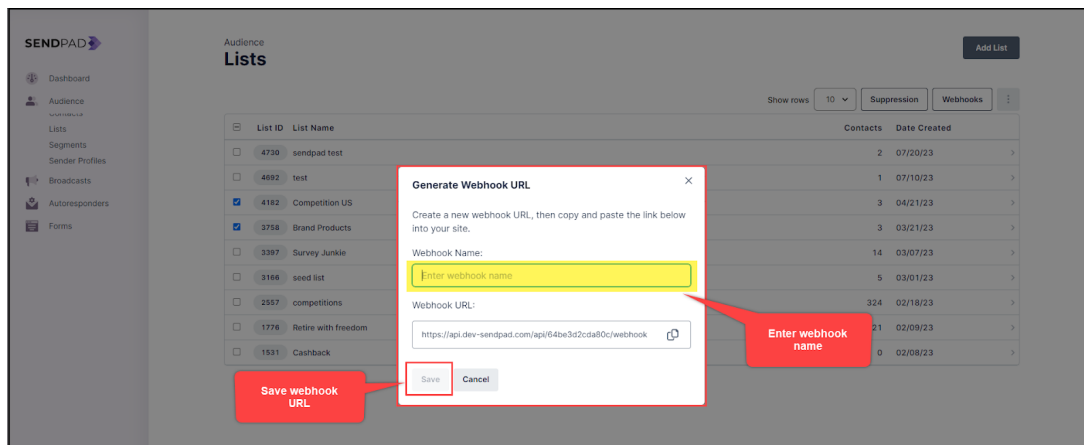 SENDPAD
Dashboard
Audience
Contacts
Lists
Segments
Sender Profiles
Broadcasts
Autoresponders
Forms
Audience
Lists
Add List
Show rows 10 Suppression Webhooks
List ID List Name Contacts Date Created
4730 sendpad test 2 07/20/23
4692 test 1 07/10/23
4182 Competition US 3 04/21/23
3758 Brand Products 3 03/21/23
3397 Survey Junkie 14 03/07/23
3166 seed list 5 03/01/23
2557 competitions 324 02/18/23
1776 Retire with freedom 21 02/09/23
1531 Cashback 0 02/08/23
Generate Webhook URL
Create a new webhook URL, then copy and paste the link below
into your site.
Webhook Name:
Enter webhook name
Webhook URL:
https://api.dev-sendpad.com/api/64be3d2cda80c/webhook
Save Cancel
Enter webhook
name
Save webhook
URL